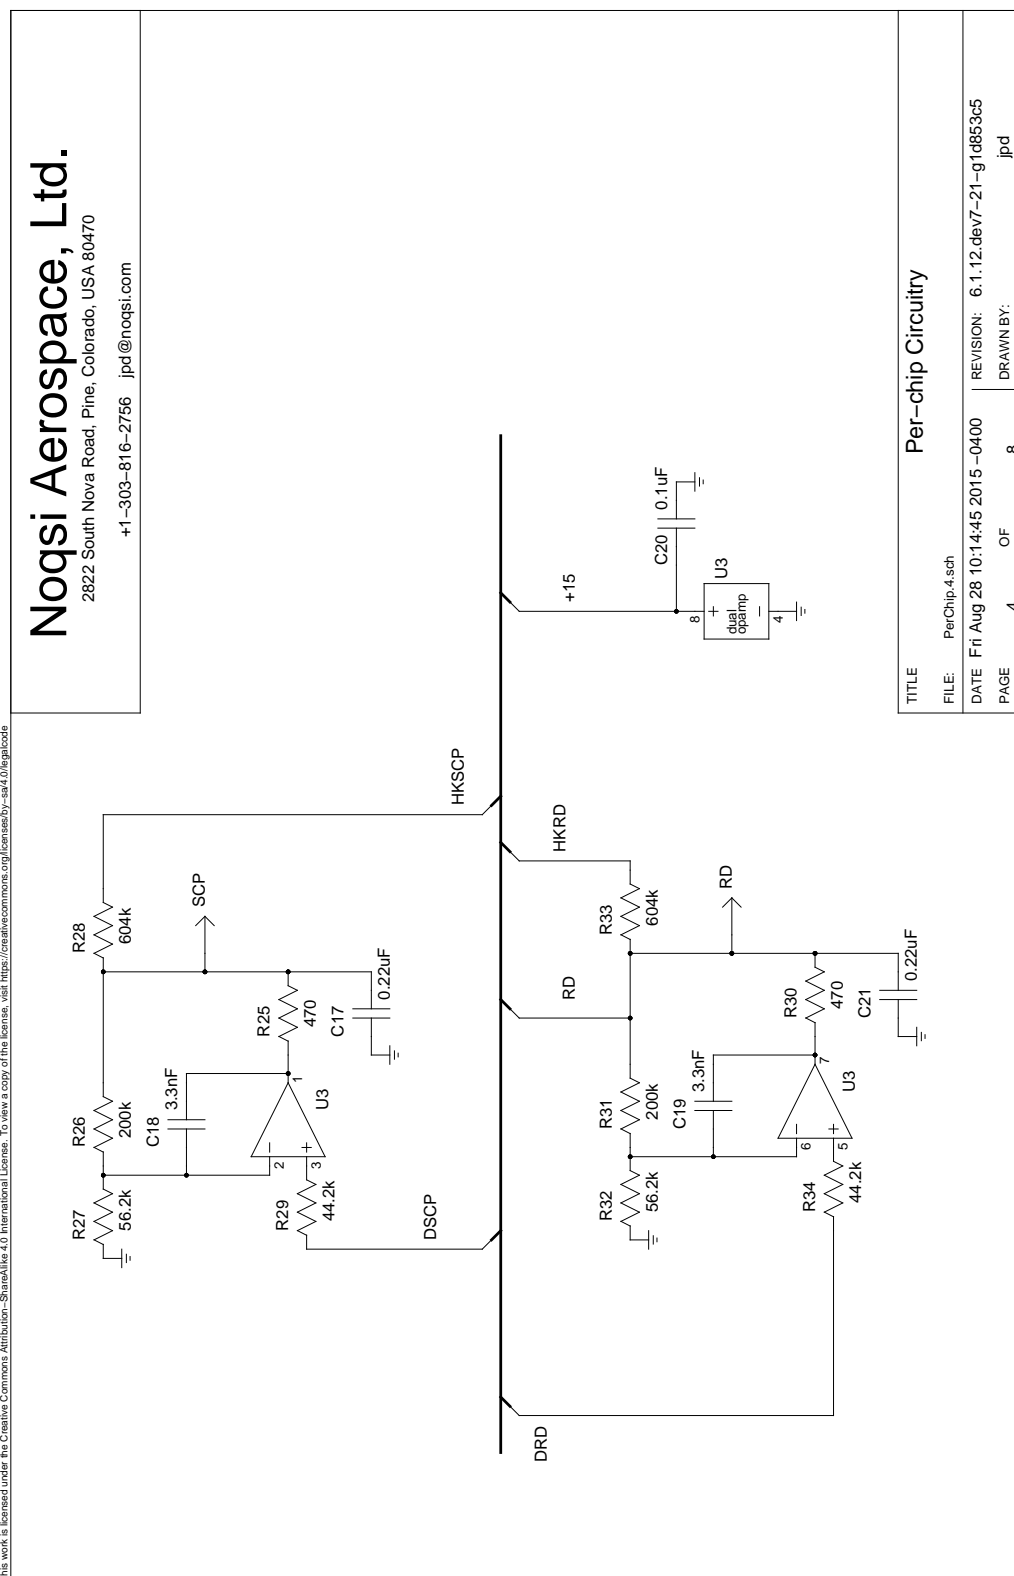 Noqsi Aerospace, Ltd.
2822 South Nova Road, Pine, Colorado, USA 80470
+1−303−816−2756 jpd@noqsi.com
his work is licensed under the Creative Commons Attribution−ShareAlike 4.0 International License. To view a copy of the license, visit https://creativecommons.org/licenses/by−sa/4.0/legalcode
R27
56.2k
R26
200k
R28
604k
C18
3.3nF
SCP
R25
470
C17
0.22uF
−
+
2
3
1
U3
R29
44.2k
DSCP
HKSCP
DRD
RD
HKRD
+15
R32
56.2k
R31
200k
R33
604k
C19
3.3nF
RD
R30
470
C21
0.22uF
−
+
6
5
7
U3
R34
44.2k
C20
0.1uF
U3
8
+
dual
opamp
−
4
TITLE
Per−chip Circuitry
FILE: PerChip.4.sch
DATE Fri Aug 28 10:14:45 2015 −0400
REVISION: 6.1.12.dev7−21−g1d853c5
PAGE 4 OF 8
DRAWN BY: jpd